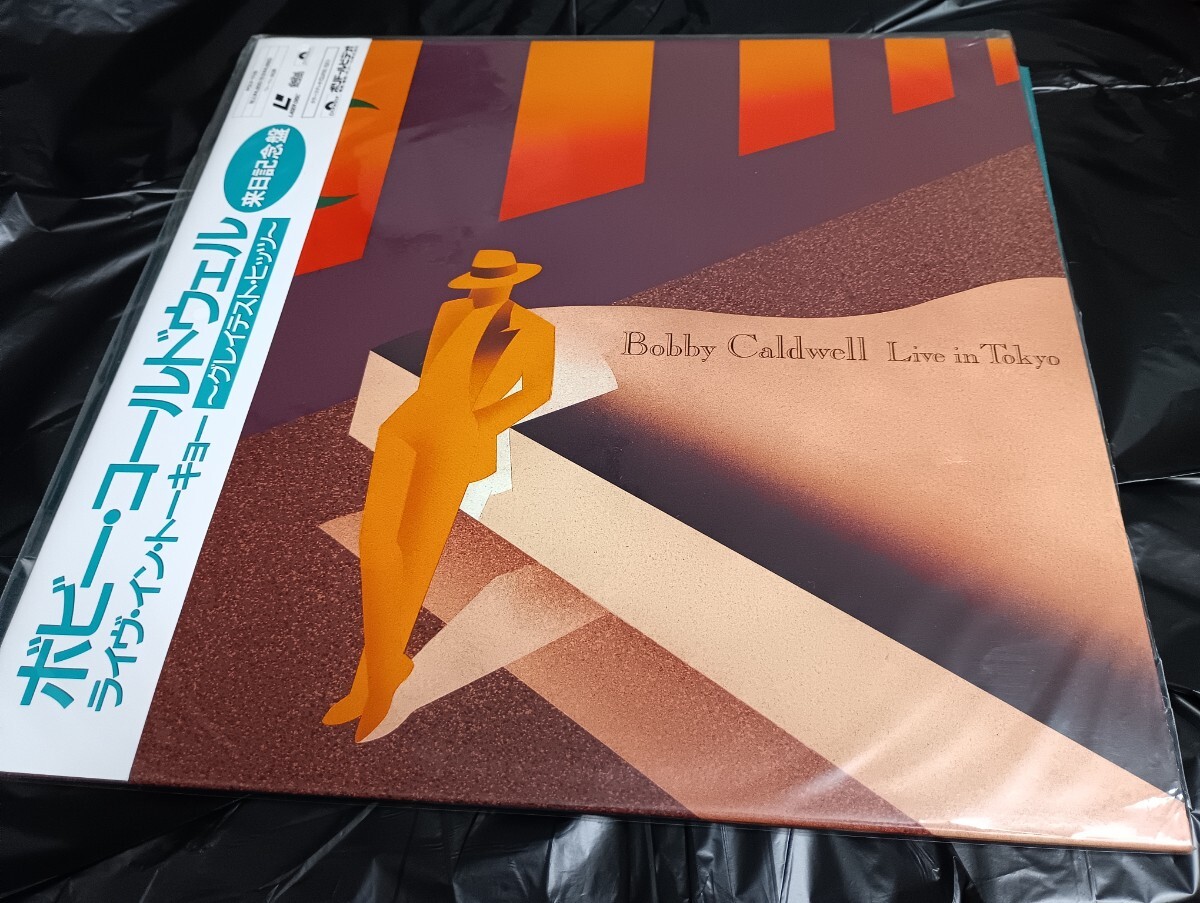 来日記念盤
ボビー・コールドウェル
ライヴ・イン・トーキョー
〜グレイテスト・ヒッツ〜
Bobby Caldwell Live in Tokyo